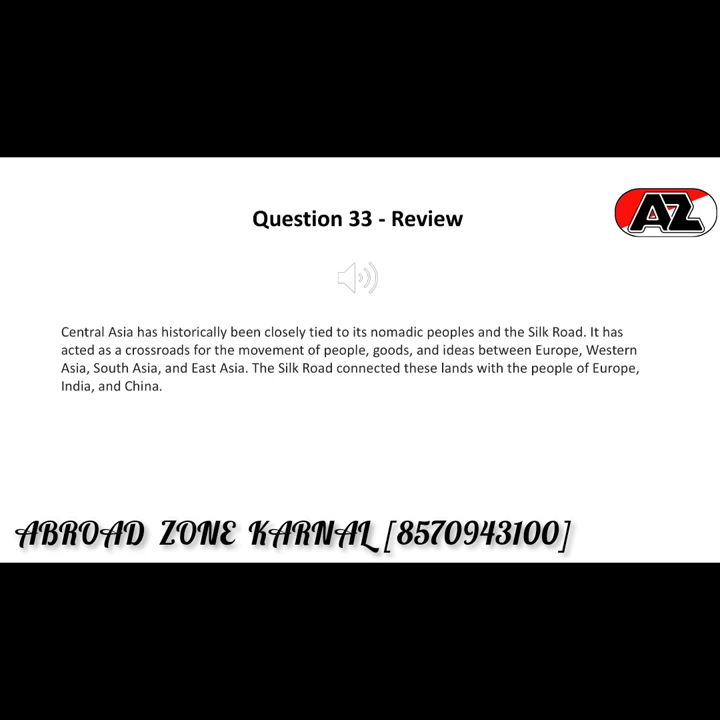 Question 33 - Review
AZ
Central Asia has historically been closely tied to its nomadic peoples and the Silk Road. It has
acted as a crossroads for the movement of people, goods, and ideas between Europe, Western
Asia, South Asia, and East Asia. The Silk Road connected these lands with the people of Europe,
India, and China.
ABROAD ZONE KARNAL [8570943100]